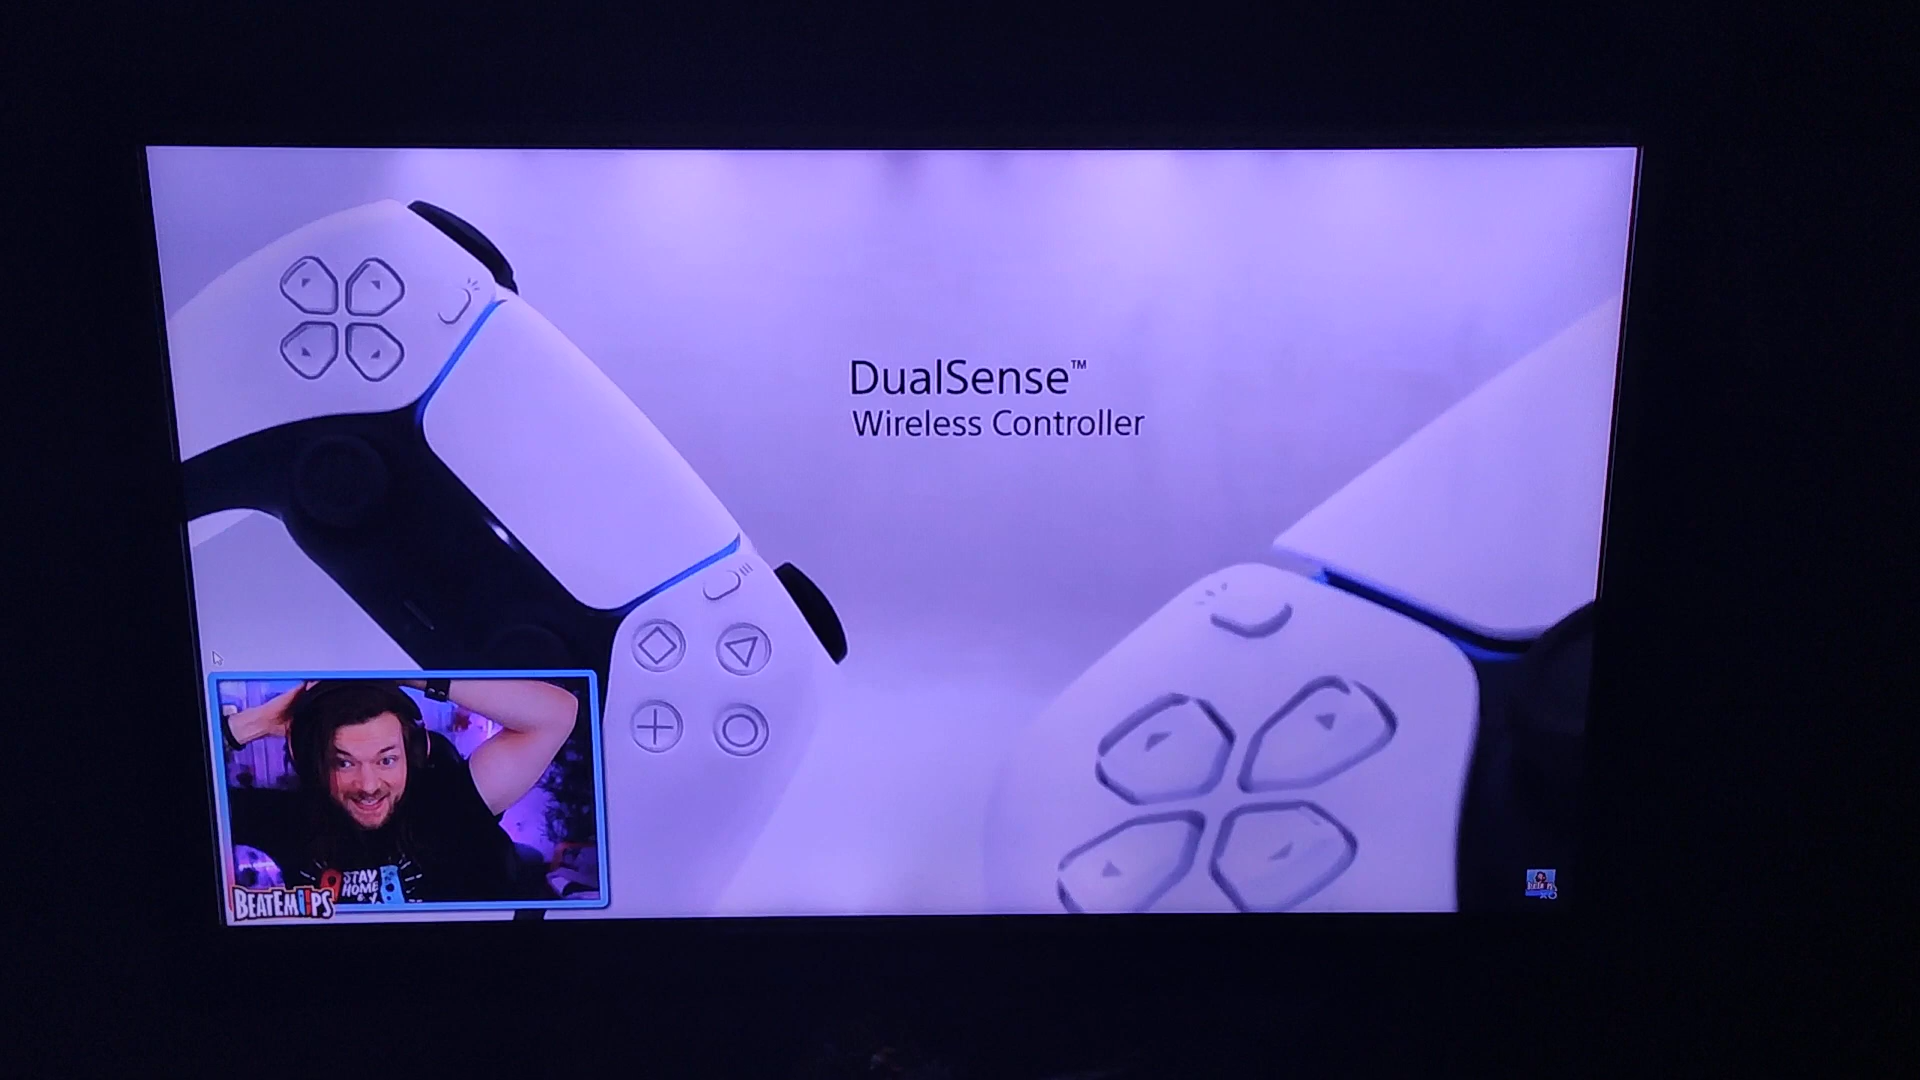 DualSense™
Wireless Controller
STAY
HOME
BEATEMUPS